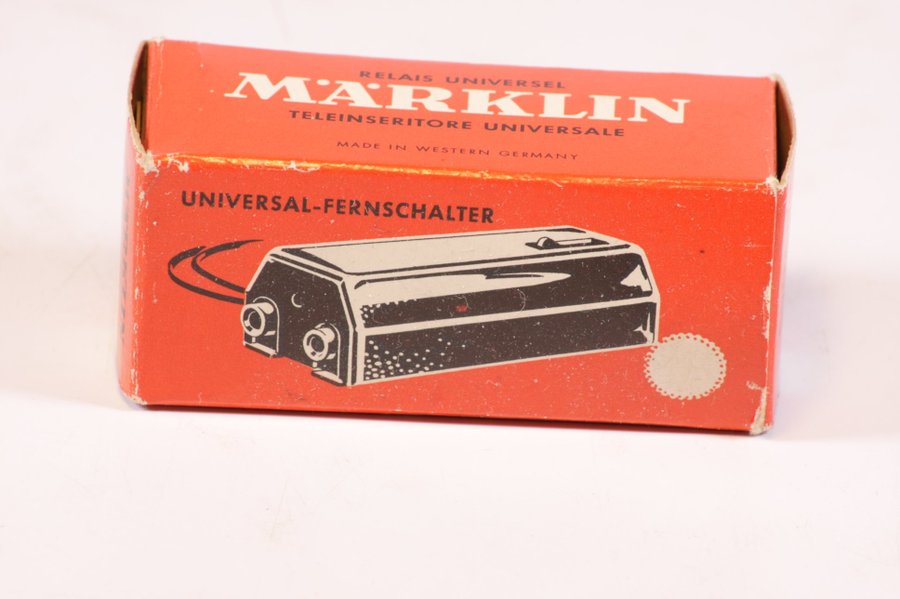 RELAIS UNIVERSEL
MÄRKLIN
TELEINSERITORE UNIVERSALE
MADE IN WESTERN GERMANY
UNIVERSAL-FERNSCHALTER